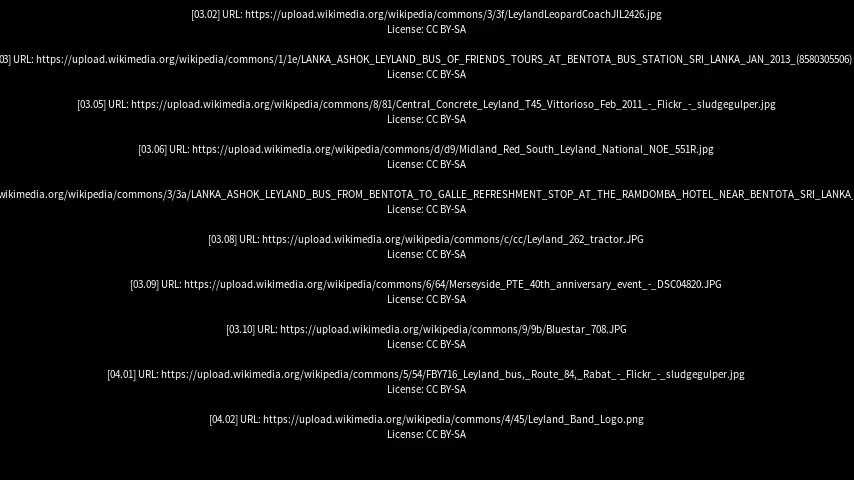 [03.02] URL: https://upload.wikimedia.org/wikipedia/commons/3/3f/LeylandLeopardCoachJIL2426.jpg
License: CC BY-SA
03] URL: https://upload.wikimedia.org/wikipedia/commons/1/1e/LANKA_ASHOK_LEYLAND_BUS_OF_FRIENDS_TOURS_AT_BENTOTA_BUS_STATION_SRI_LANKA_JAN_2013_(8580305506)
License: CC BY-SA
[03.05] URL: https://upload.wikimedia.org/wikipedia/commons/8/81/Central_Concrete_Leyland_T45_Vittorioso_Feb_2011_-_Flickr_-_sludgegulper.jpg
License: CC BY-SA
[03.06] URL: https://upload.wikimedia.org/wikipedia/commons/d/d9/Midland_Red_South_Leyland_National_NOE_551R.jpg
License: CC BY-SA
wikimedia.org/wikipedia/commons/3/3a/LANKA_ASHOK_LEYLAND_BUS_FROM_BENTOTA_TO_GALLE_REFRESHMENT_STOP_AT_THE_RAMDOMBA_HOTEL_NEAR_BENTOTA_SRI_LANKA_
License: CC BY-SA
[03.08] URL: https://upload.wikimedia.org/wikipedia/commons/c/cc/Leyland_262_tractor.JPG
License: CC BY-SA
[03.09] URL: https://upload.wikimedia.org/wikipedia/commons/6/64/Merseyside_PTE_40th_anniversary_event_-_DSC04820.JPG
License: CC BY-SA
[03.10] URL: https://upload.wikimedia.org/wikipedia/commons/9/9b/Bluestar_708.JPG
License: CC BY-SA
[04.01] URL: https://upload.wikimedia.org/wikipedia/commons/5/54/FBY716_Leyland_bus,_Route_84,_Rabat_-_Flickr_-_sludgegulper.jpg
License: CC BY-SA
[04.02] URL: https://upload.wikimedia.org/wikipedia/commons/4/45/Leyland_Band_Logo.png
License: CC BY-SA